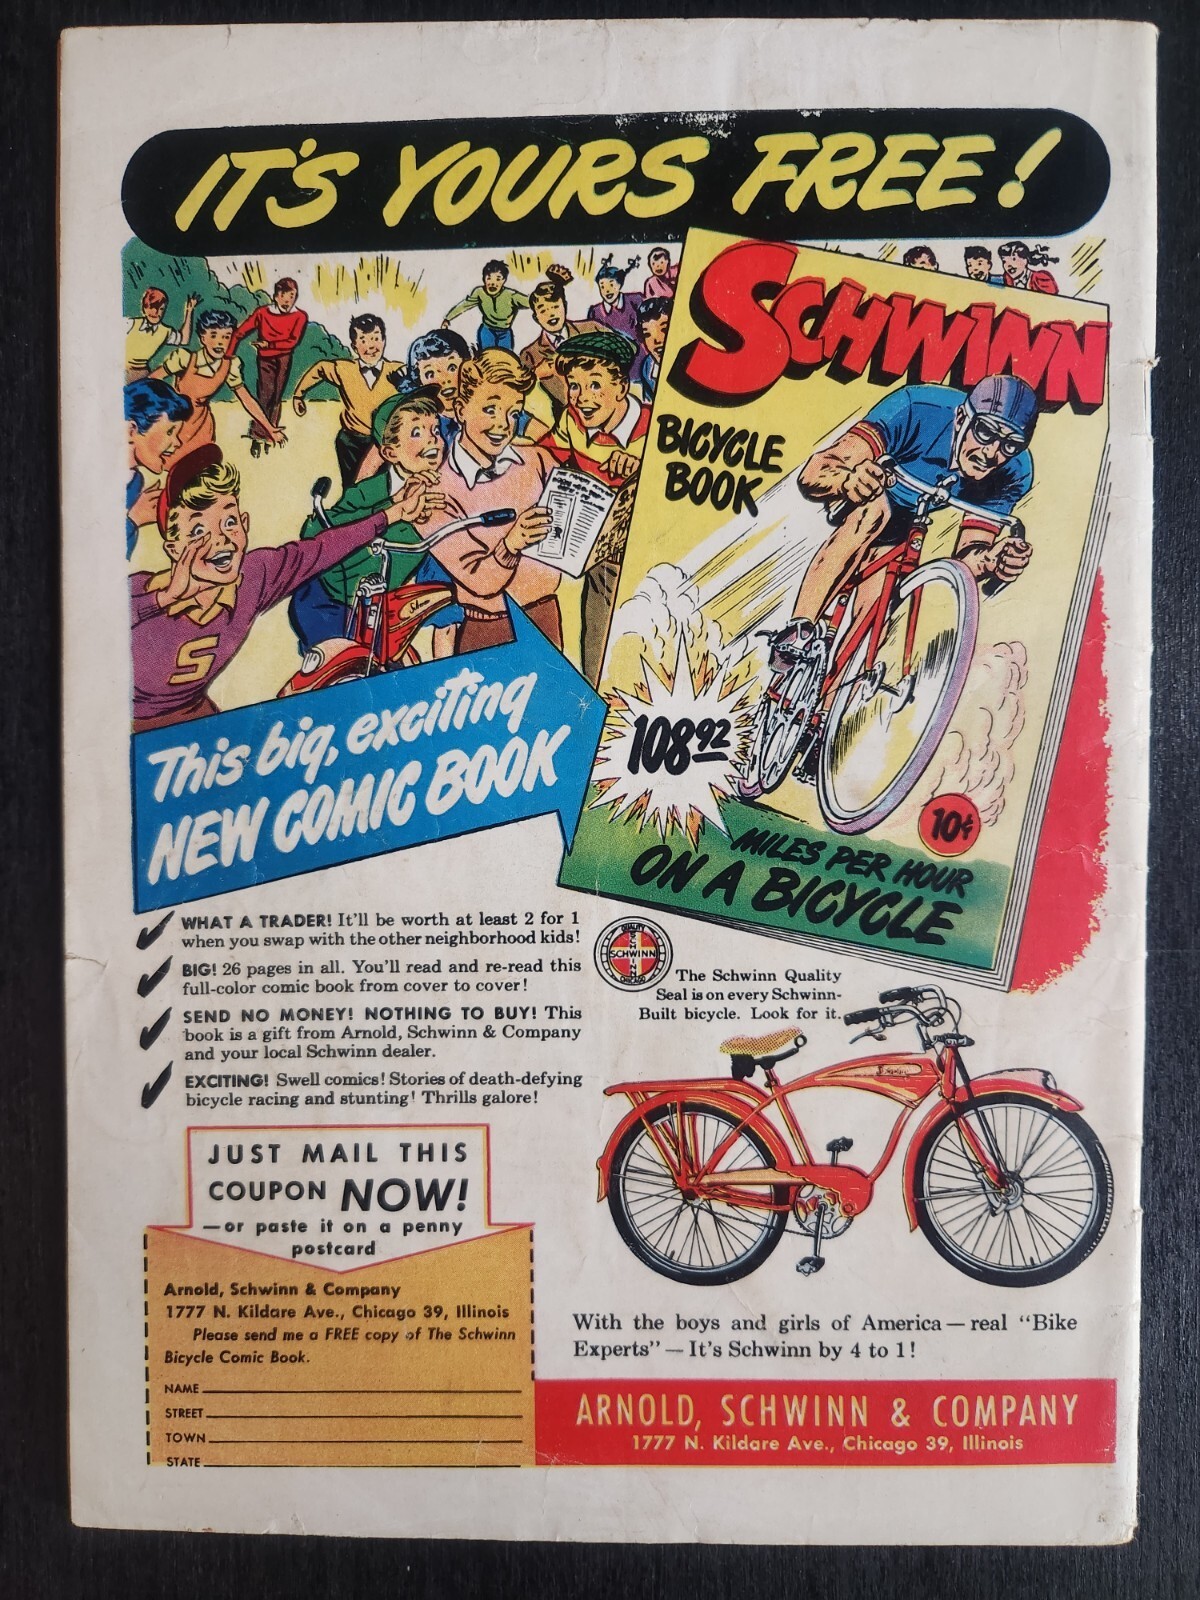 IT'S YOURS FREE!
SCHWINN
BICYCLE
BOOK
108.92
MILES PER HOUR
ON A BICYCLE
10¢
Schwinn
S
This big, exciting
NEW COMIC BOOK
WHAT A TRADER! It'll be worth at least 2 for 1
when you swap with the other neighborhood kids!
BIG! 26 pages in all. You'll read and re-read this
full-color comic book from cover to cover!
SEND NO MONEY! NOTHING TO BUY! This
book is a gift from Arnold, Schwinn & Company
and your local Schwinn dealer.
EXCITING! Swell comics! Stories of death-defying
bicycle racing and stunting! Thrills galore!
QUALITY
SCHWINN
SCHWINN
CHICAGO
The Schwinn Quality
Seal is on every Schwinn-
Built bicycle. Look for it.
Schwinn
JUST MAIL THIS
COUPON NOW!
—or paste it on a penny
postcard
Arnold, Schwinn & Company
1777 N. Kildare Ave., Chicago 39, Illinois
Please send me a FREE copy of The Schwinn
Bicycle Comic Book.
NAME
STREET
TOWN
STATE
With the boys and girls of America — real "Bike
Experts" — It's Schwinn by 4 to 1!
ARNOLD, SCHWINN & COMPANY
1777 N. Kildare Ave., Chicago 39, Illinois